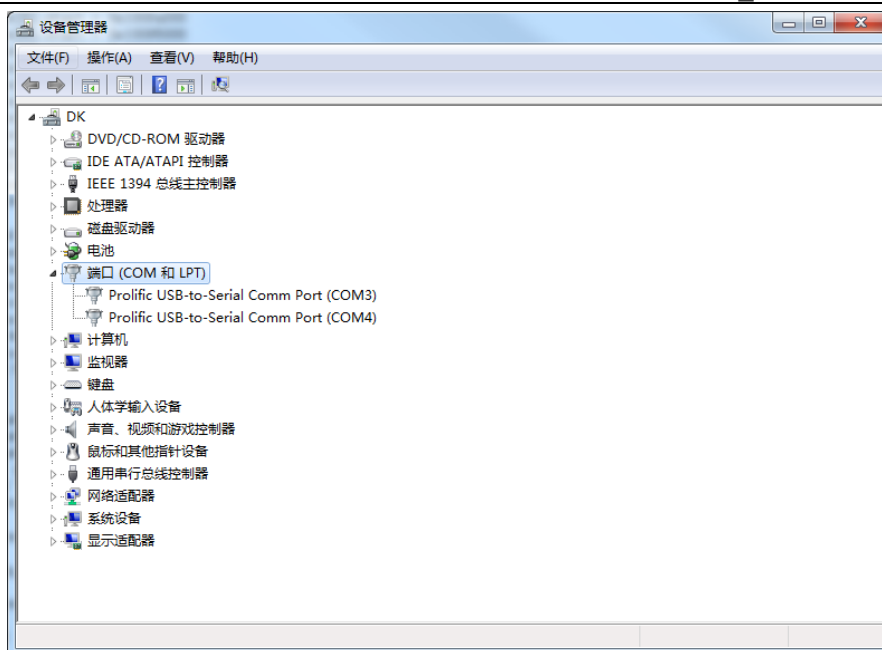 设备管理器
文件(F) 操作(A) 查看(V) 帮助(H)
DK
DVD/CD-ROM 驱动器
IDE ATA/ATAPI 控制器
IEEE 1394 总线主控制器
处理器
磁盘驱动器
电池
端口 (COM 和 LPT)
Prolific USB-to-Serial Comm Port (COM3)
Prolific USB-to-Serial Comm Port (COM4)
计算机
监视器
键盘
人体学输入设备
声音、视频和游戏控制器
鼠标和其他指针设备
通用串行总线控制器
网络适配器
系统设备
显示适配器